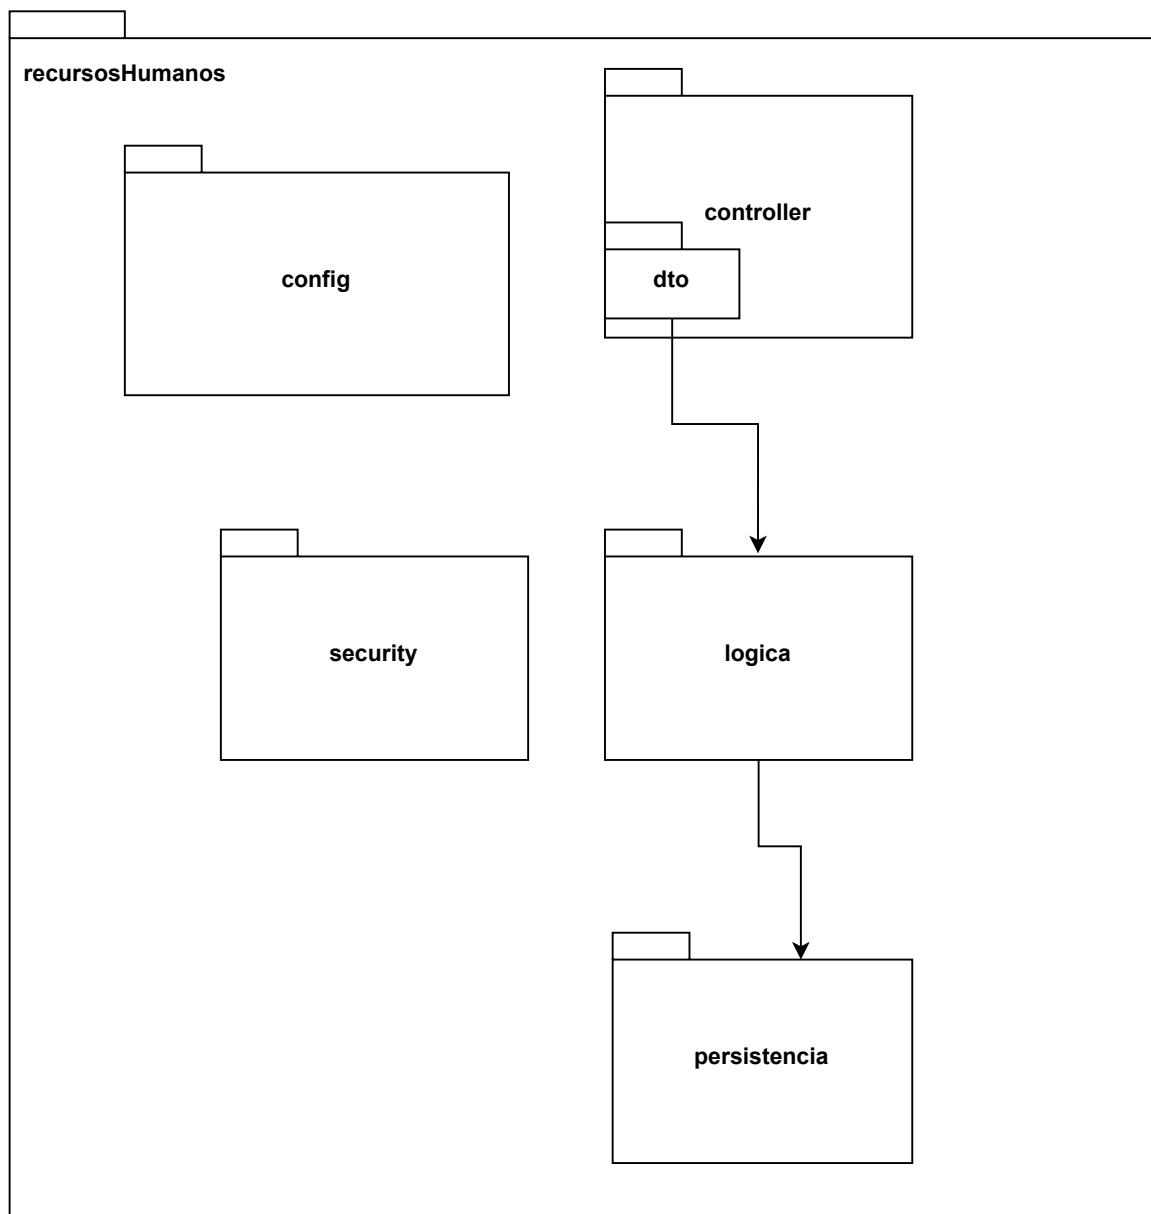 recursosHumanos
controller
config
dto
security
logica
persistencia